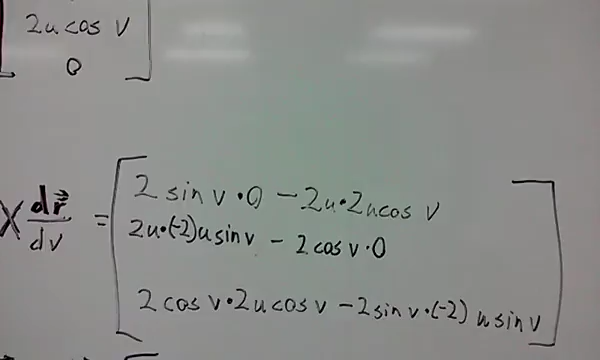 2u cos v
0
× dr⃗/dv = [ 2 sin v · 0 − 2u · 2u cos v
2u · (-2) u sin v − 2 cos v · 0
2 cos v · 2u cos v − 2 sin v · (-2) u sin v ]